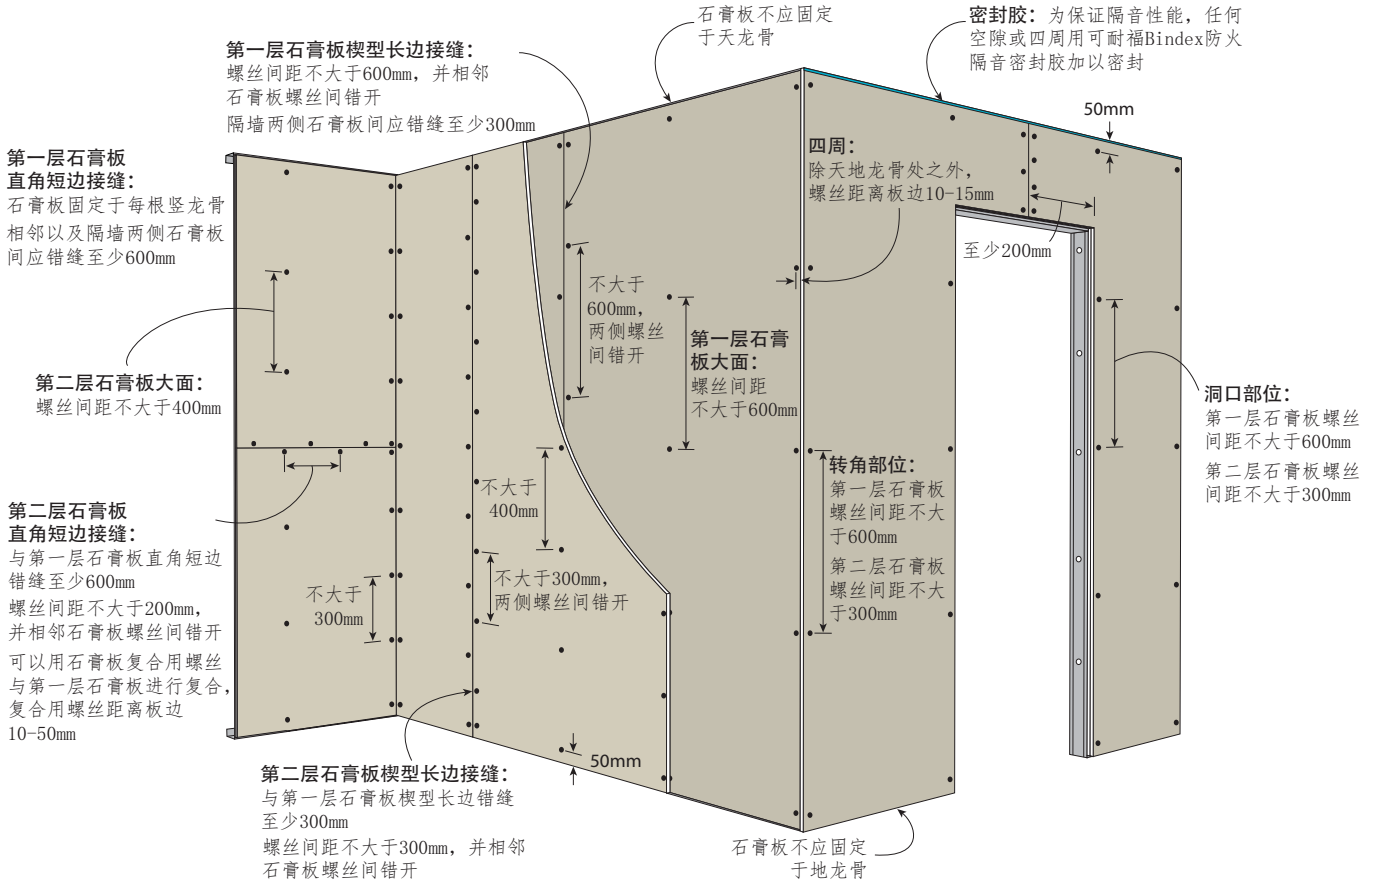 石膏板不应固定
于天龙骨
密封胶：为保证隔音性能，任何
空隙或四周用可耐福Bindex防火
隔音密封胶加以密封
50mm
第一层石膏板楔型长边接缝：
螺丝间距不大于600mm，并相邻
石膏板螺丝间错开
隔墙两侧石膏板间应错缝至少300mm
第一层石膏板
直角短边接缝：
石膏板固定于每根竖龙骨
相邻以及隔墙两侧石膏板
间应错缝至少600mm
四周：
除天地龙骨处之外，
螺丝距离板边10-15mm
至少200mm
不大于
600mm，
两侧螺丝
间错开
第一层石膏
板大面：
螺丝间距
不大于600mm
第二层石膏板大面：
螺丝间距不大于400mm
洞口部位：
第一层石膏板螺丝
间距不大于600mm
第二层石膏板螺丝
间距不大于300mm
转角部位：
第一层石膏板
螺丝间距不大
于600mm
第二层石膏板
螺丝间距不大
于300mm
不大于
400mm
第二层石膏板
直角短边接缝：
与第一层石膏板直角短边
错缝至少600mm
螺丝间距不大于200mm，
并相邻石膏板螺丝间错开
可以用石膏板复合用螺丝
与第一层石膏板进行复合，
复合用螺丝距离板边
10-50mm
不大于
300mm
不大于300mm，
两侧螺丝间错开
50mm
第二层石膏板楔型长边接缝：
与第一层石膏板楔型长边错缝
至少300mm
螺丝间距不大于300mm，并相邻
石膏板螺丝间错开
石膏板不应固定
于地龙骨